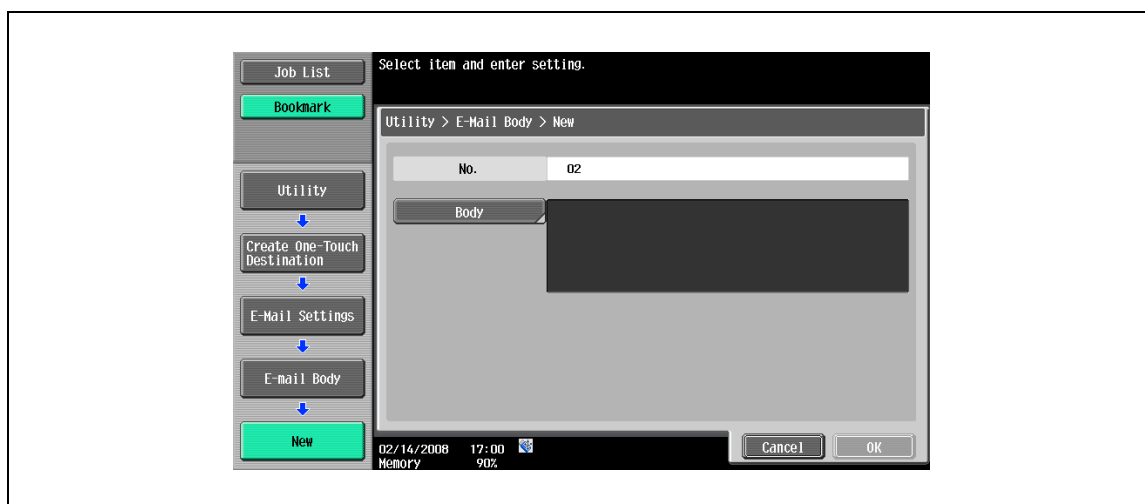 Job List
Bookmark
Utility
Create One-Touch
Destination
E-Mail Settings
E-mail Body
New
Select item and enter setting.
Utility > E-Mail Body > New
No. 02
Body
Cancel OK
02/14/2008 17:00
Memory 90%